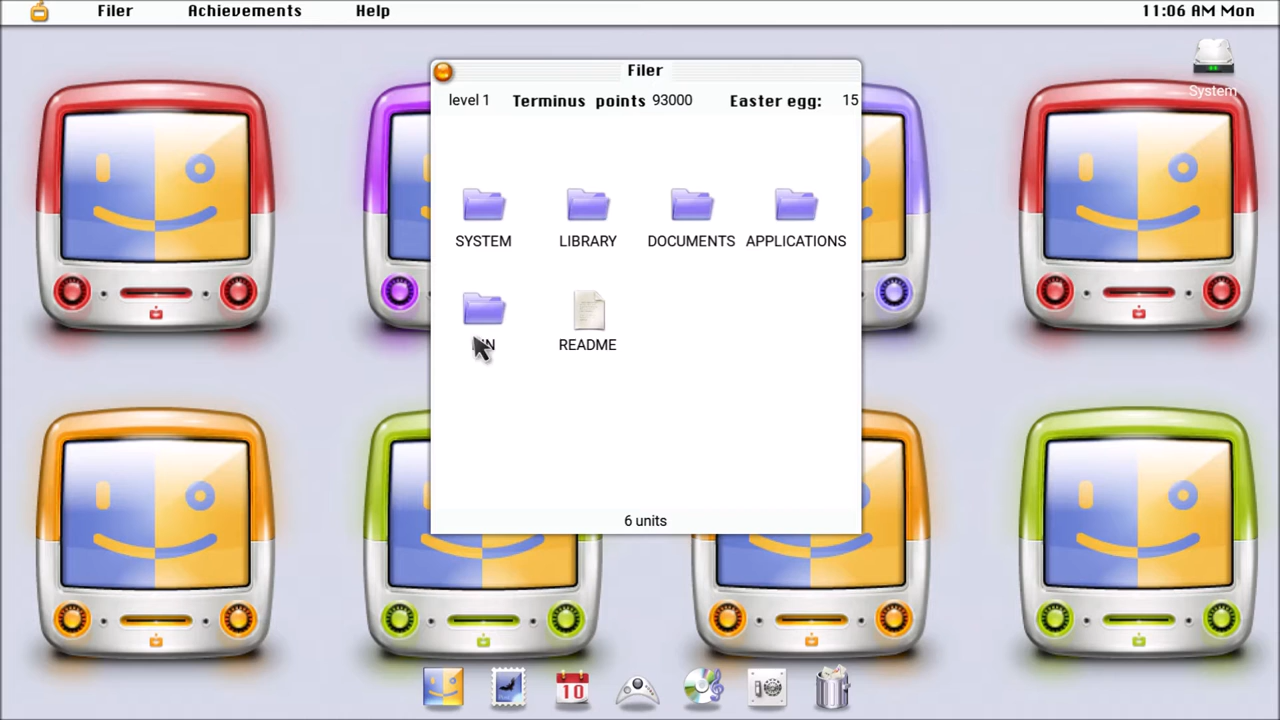 Filer Achievements Help 11:06 AM Mon
Filer
System
level 1 Terminus points 93000 Easter egg: 15
SYSTEM LIBRARY DOCUMENTS APPLICATIONS
README
6 units
10